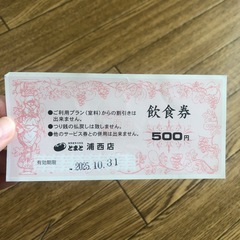 ●ご利用プラン(室料)からの割引きは
出来ません。
●つり銭の払戻しは致しません。
●他のサービス券との併用は出来ません。
飲食券
500円
とまと 浦西店
有効期限
2025.10.31